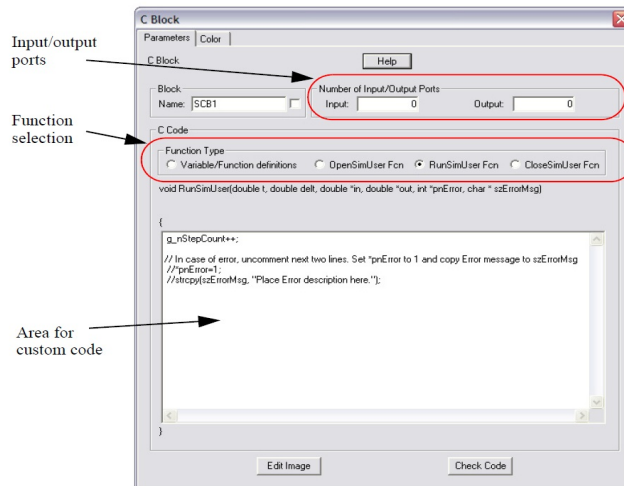 C Block
Parameters
Color
Input/output
ports
C Block
Help
Block
Name: SCB1
Number of Input/Output Ports
Input: 0
Output: 0
Function
selection
C Code
Function Type
Variable/Function definitions
OpenSimUser Fcn
RunSimUser Fcn
CloseSimUser Fcn
void RunSimUser(double t, double delt, double *in, double *out, int *pnError, char * szErrorMsg)
{
g_nStepCount++;
// In case of error, uncomment next two lines. Set *pnError to 1 and copy Error message to szErrorMsg
//*pnError=1;
//strcpy(szErrorMsg, "Place Error description here.");
Area for
custom code
}
Edit Image
Check Code